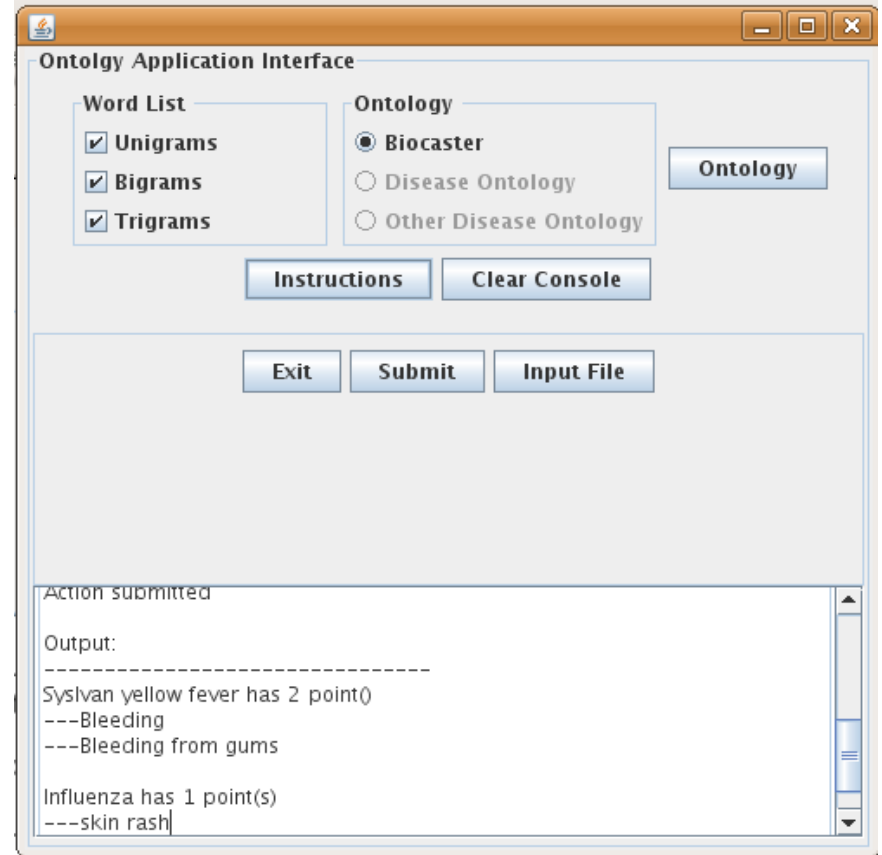 Ontolgy Application Interface
Word List
Unigrams
Bigrams
Trigrams
Ontology
Biocaster
Disease Ontology
Other Disease Ontology
Ontology
Instructions
Clear Console
Exit
Submit
Input File
Action submitted
Output:
--------------------------------
Syslvan yellow fever has 2 point()
---Bleeding
---Bleeding from gums
Influenza has 1 point(s)
---skin rash